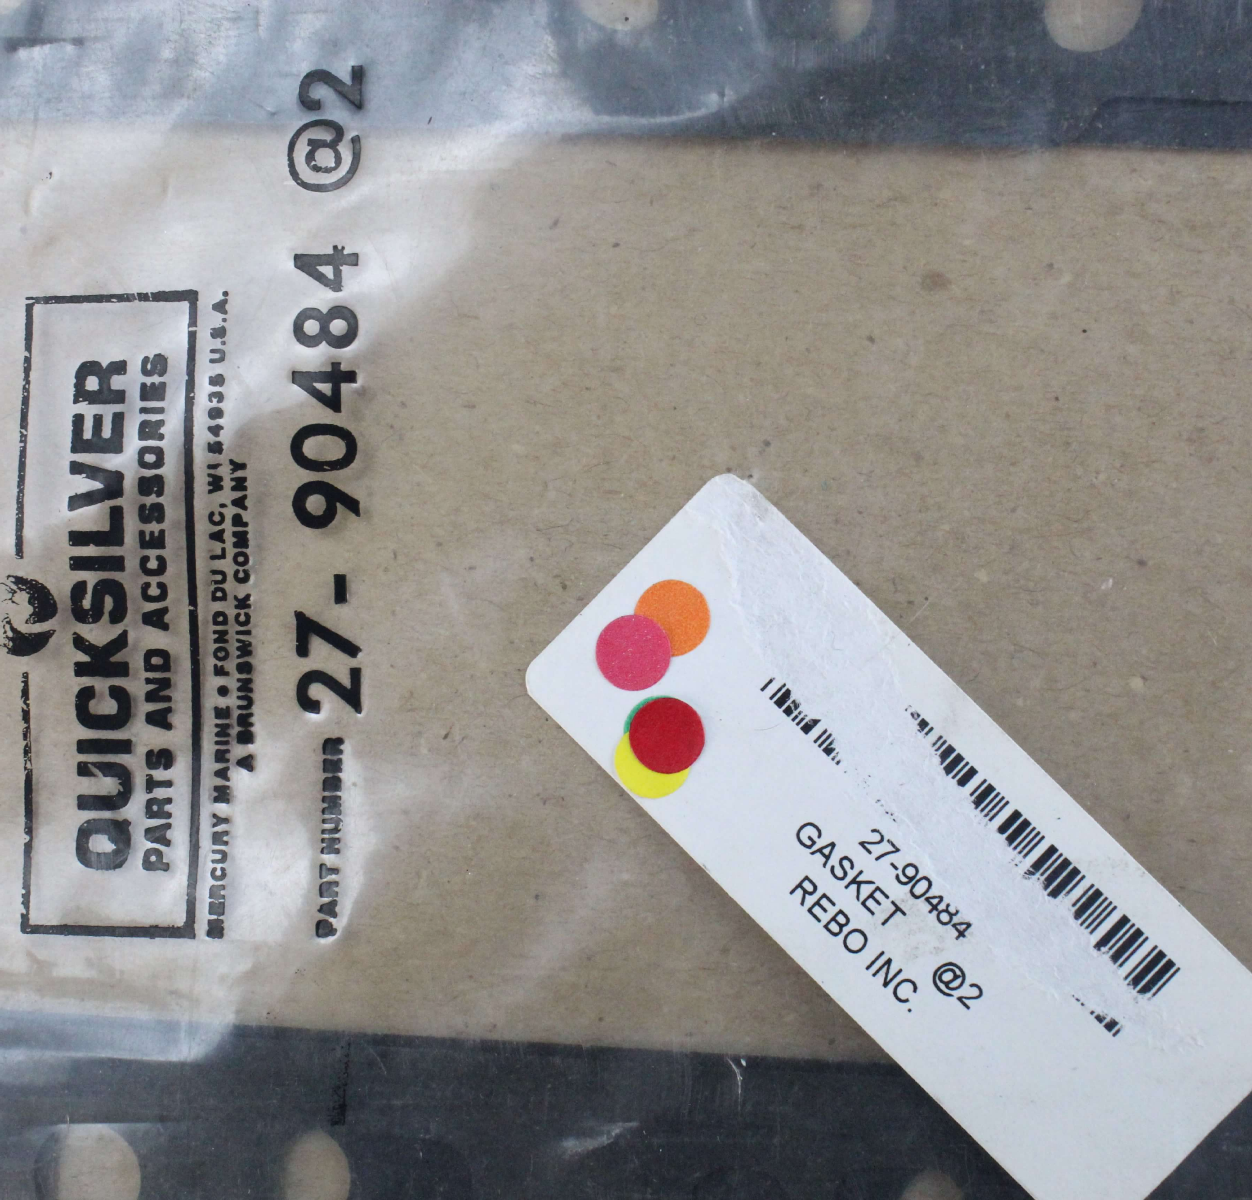 QUICKSILVER
PARTS AND ACCESSORIES
MERCURY MARINE • FOND DU LAC, WI 54935 U.S.A.
A BRUNSWICK COMPANY
PART NUMBER 27-90484 @2
27-90484
GASKET @2
REBO INC.